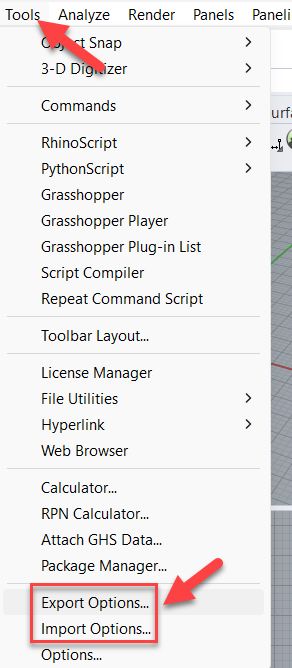 Tools Analyze Render Panels Paneli
Object Snap
3-D Digitizer
Commands
urfa
RhinoScript
PythonScript
Grasshopper
Grasshopper Player
Grasshopper Plug-in List
Script Compiler
Repeat Command Script
Toolbar Layout...
License Manager
File Utilities
Hyperlink
Web Browser
Calculator...
RPN Calculator...
Attach GHS Data...
Package Manager...
Export Options...
Import Options...
Options...